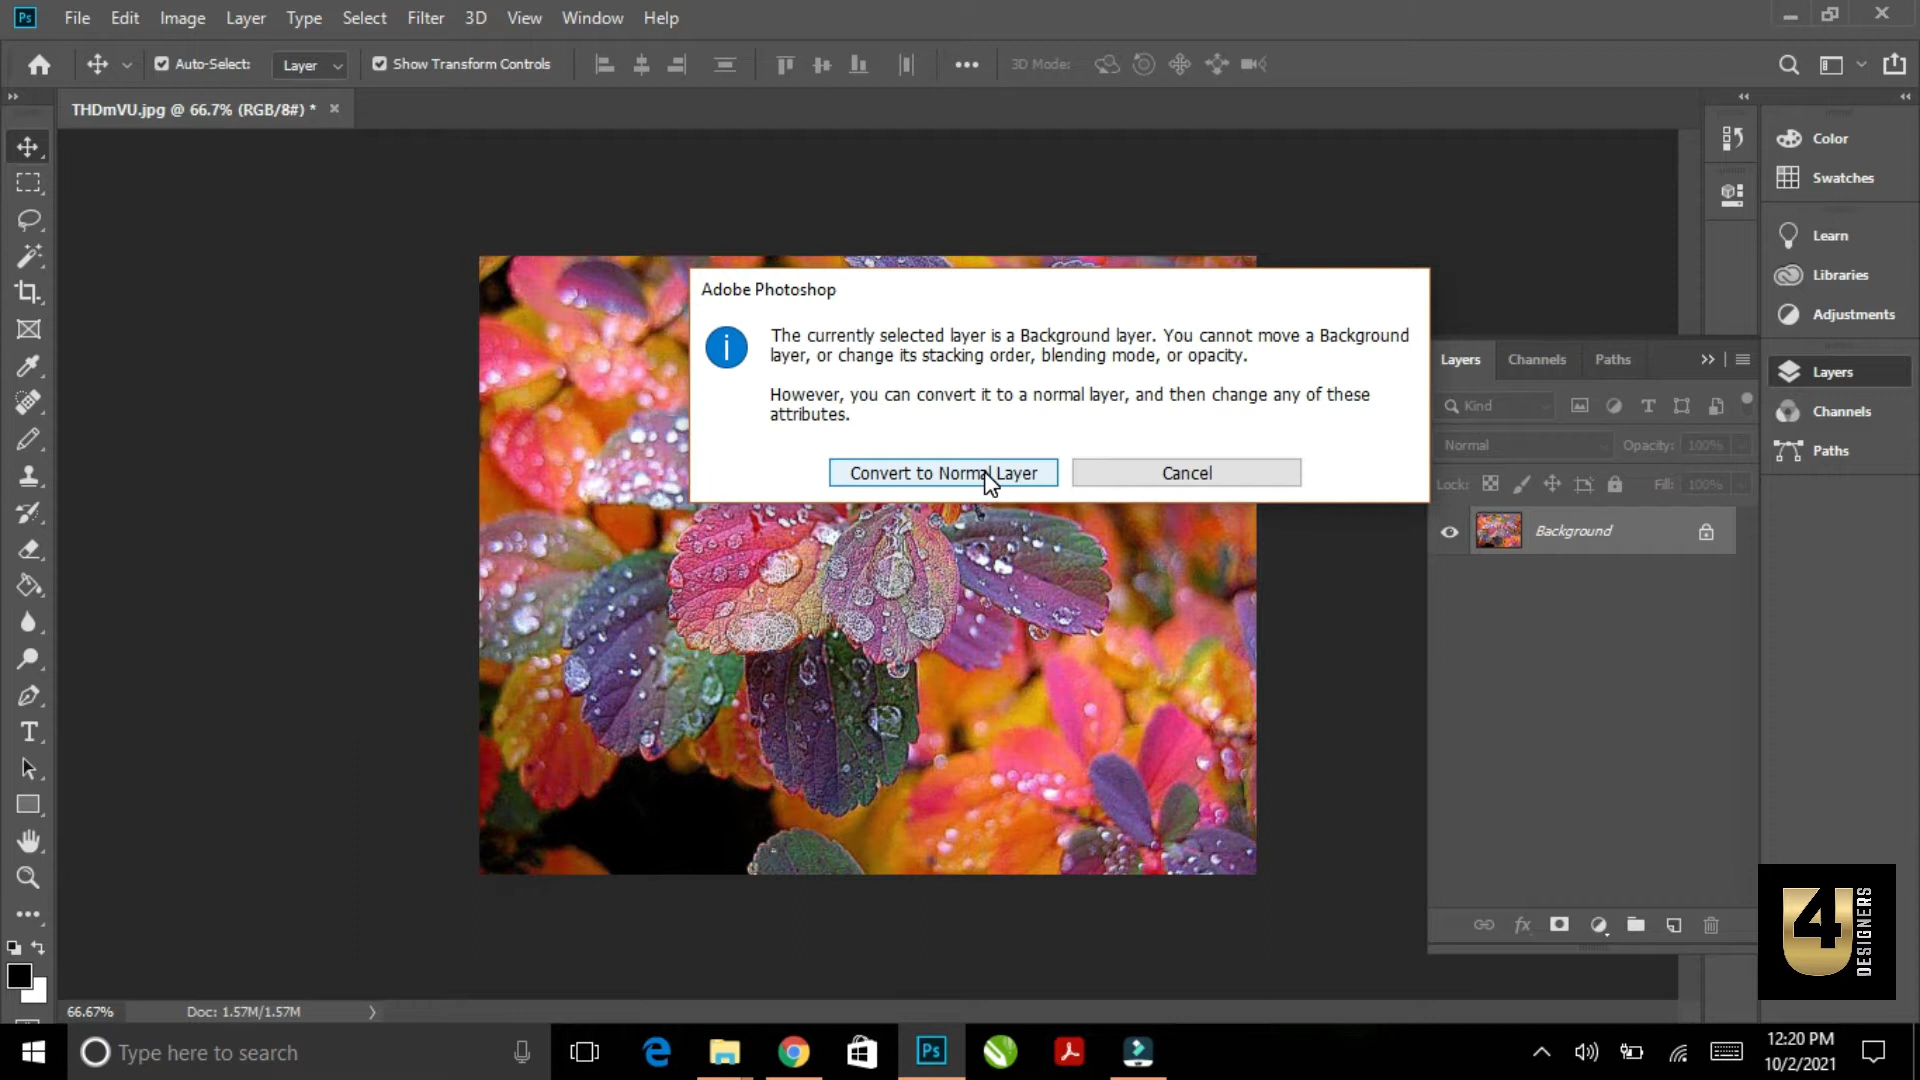 Ps File Edit Image Layer Type Select Filter 3D View Window Help
Auto-Select: Layer Show Transform Controls 3D Mode:
THDmVU.jpg @ 66.7% (RGB/8#) *
Color
Swatches
Learn
Libraries
Adjustments
Layers
Channels
Paths
Adobe Photoshop
The currently selected layer is a Background layer. You cannot move a Background
layer, or change its stacking order, blending mode, or opacity.
However, you can convert it to a normal layer, and then change any of these
attributes.
Convert to Normal Layer Cancel
Layers Channels Paths
Kind
Normal Opacity: 100%
Lock: Fill: 100%
Background
fx
4U
DESIGNERS
66.67% Doc: 1.57M/1.57M
Type here to search
Ps
12:20 PM
10/2/2021